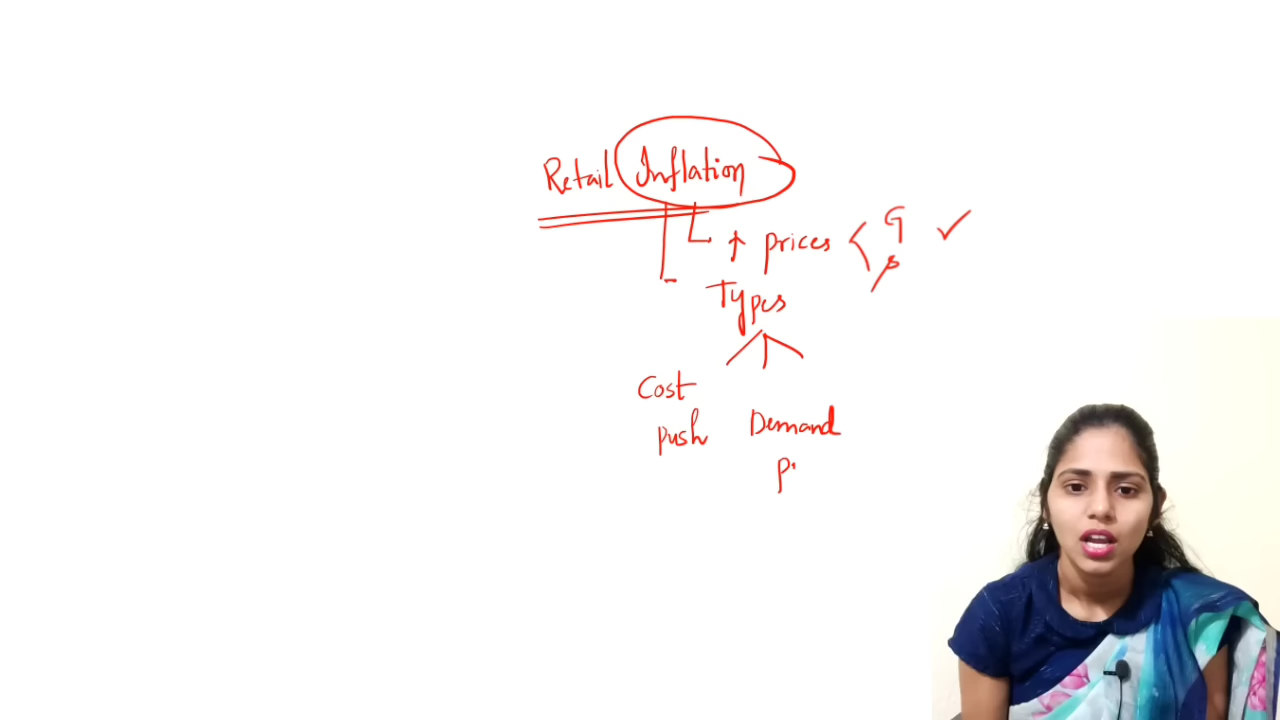 Retail Inflation
↑ prices < G ✓
s
Types
Cost
push Demand
p